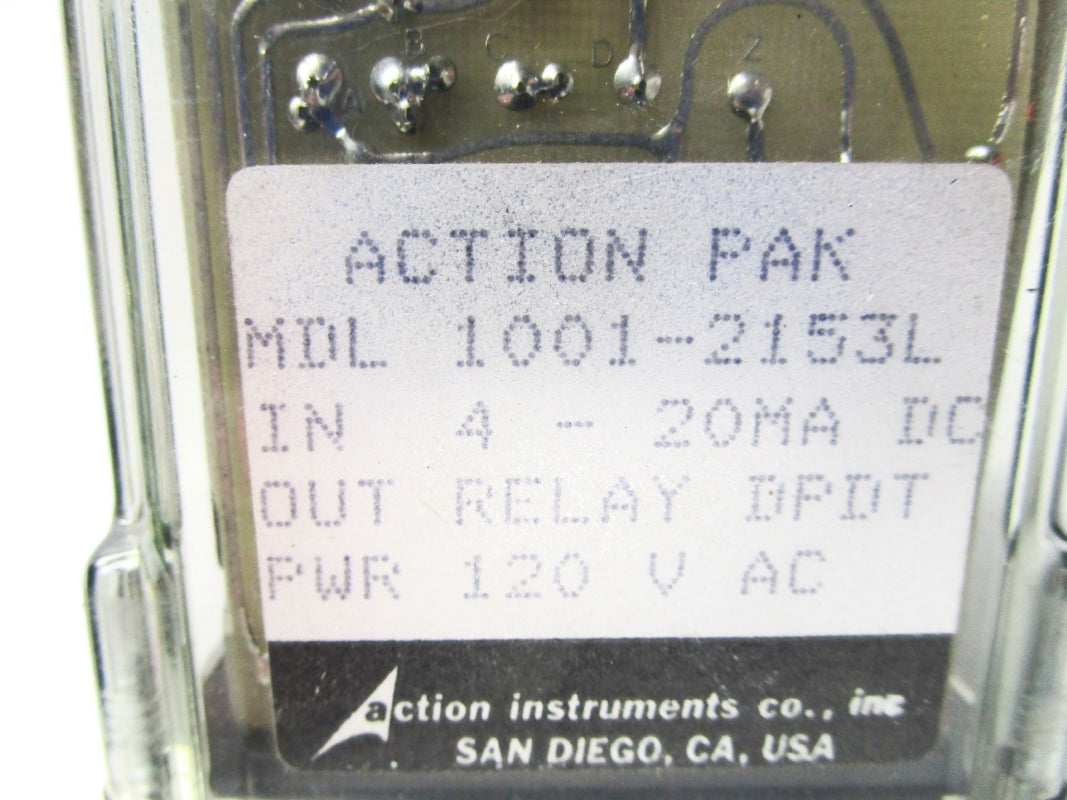 B C D 2
A
ACTION PAK
MDL 1001-2153L
IN 4 - 20MA DC
OUT RELAY DPDT
PWR 120 V AC
action instruments co., inc
SAN DIEGO, CA, USA